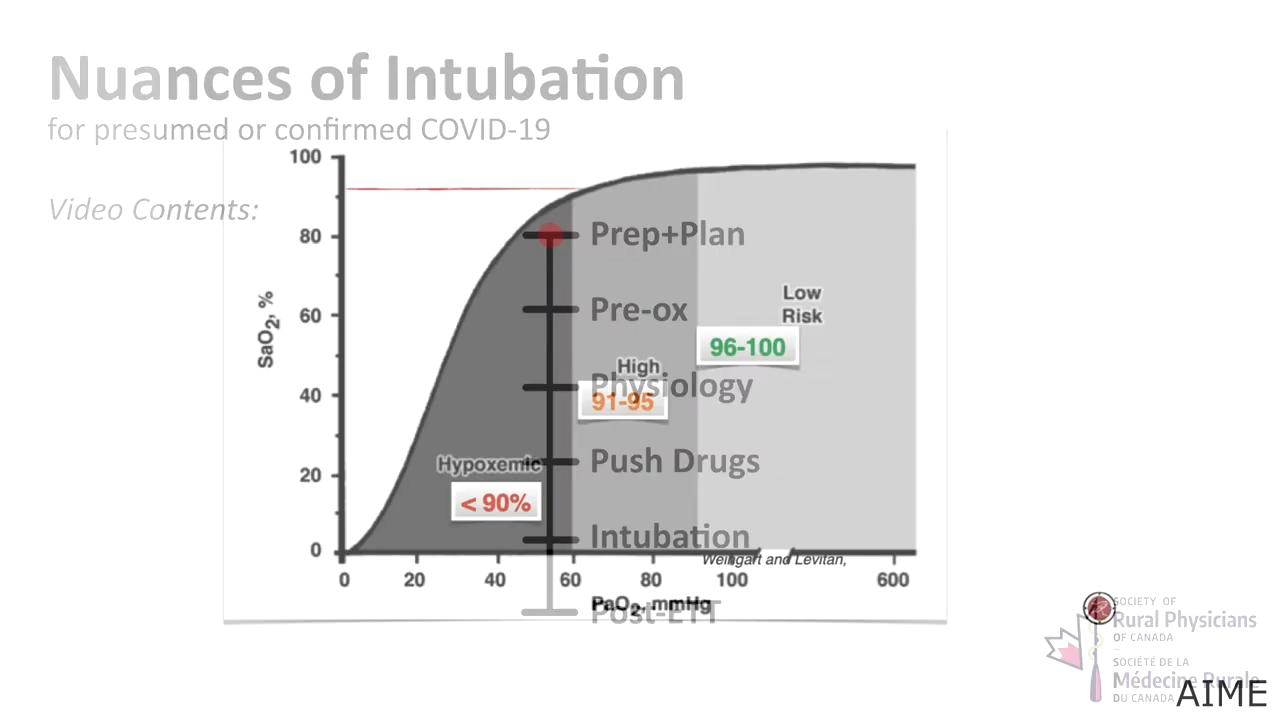 Nuances of Intubation
for presumed or confirmed COVID-19
Video Contents:
100
80
60
40
20
0
SaO2, %
0
20
40
60
80
100
600
PaO2, mmHg
Hypoxemic
< 90%
High
91-95
Low
Risk
96-100
Weingart and Levitan,
Prep+Plan
Pre-ox
Physiology
Push Drugs
Intubation
Post-ETT
SOCIETY OF
Rural Physicians
OF CANADA
SOCIÉTÉ DE LA
Médecine Rurale
DU CANADA
AIME